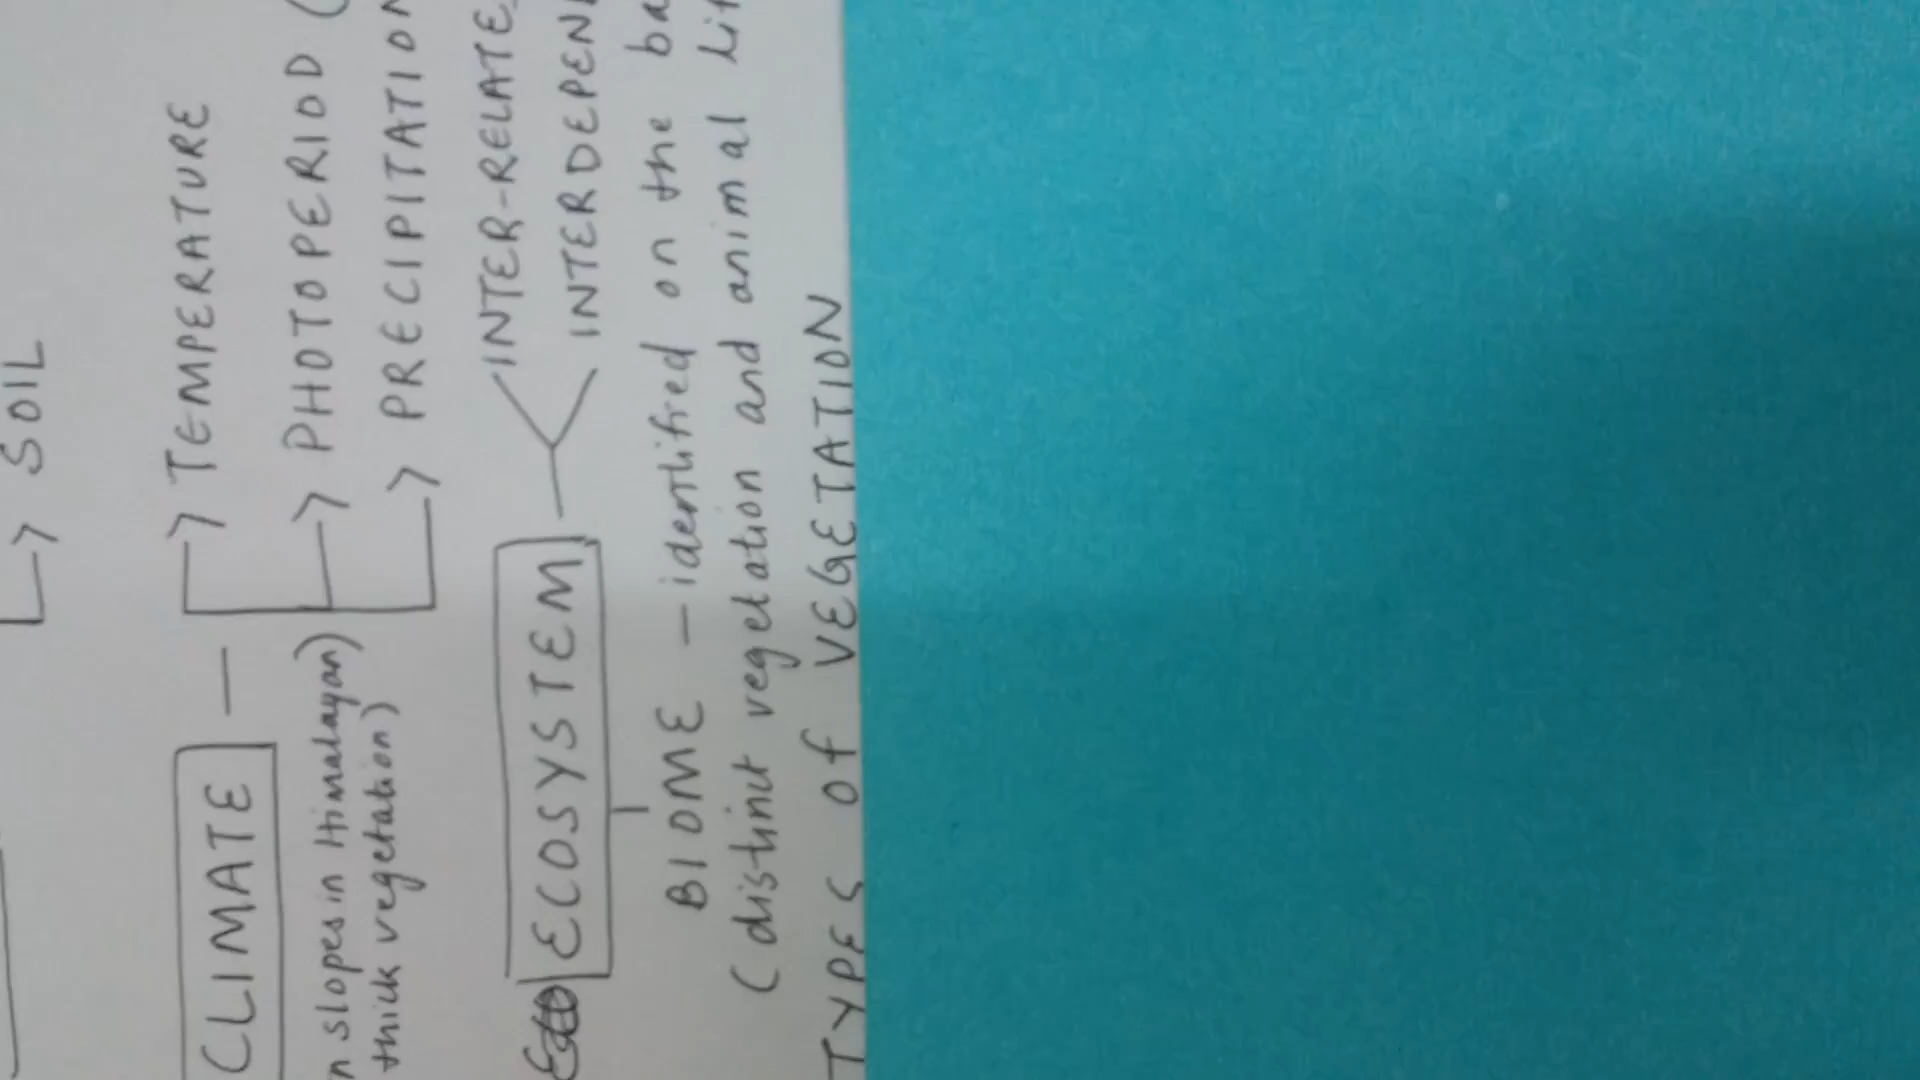 → SOIL
CLIMATE — → TEMPERATURE
→ PHOTOPERIOD (
n slopes in Himalayan)
thick vegetation)
→ PRECIPITATION
ECOSYSTEM — INTER-RELATE
INTERDEPEN
BIOME – identified on the ba
(distinct vegetation and animal lif
TYPES Of VEGETATION